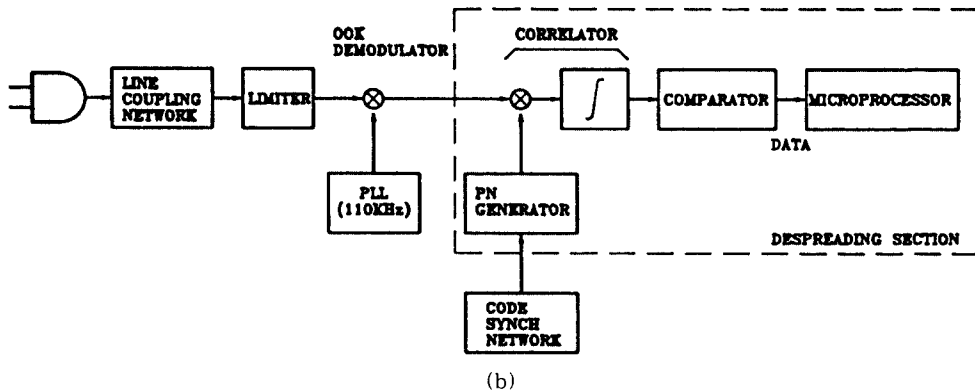 OOK
DEMODULATOR
CORRELATOR
LINE
COUPLING
NETWORK
LIMITER
∫
COMPARATOR
MICROPROCESSOR
DATA
PLL
(110KHz)
PN
GENERATOR
DESPREADING SECTION
CODE
SYNCH
NETWORK
(b)